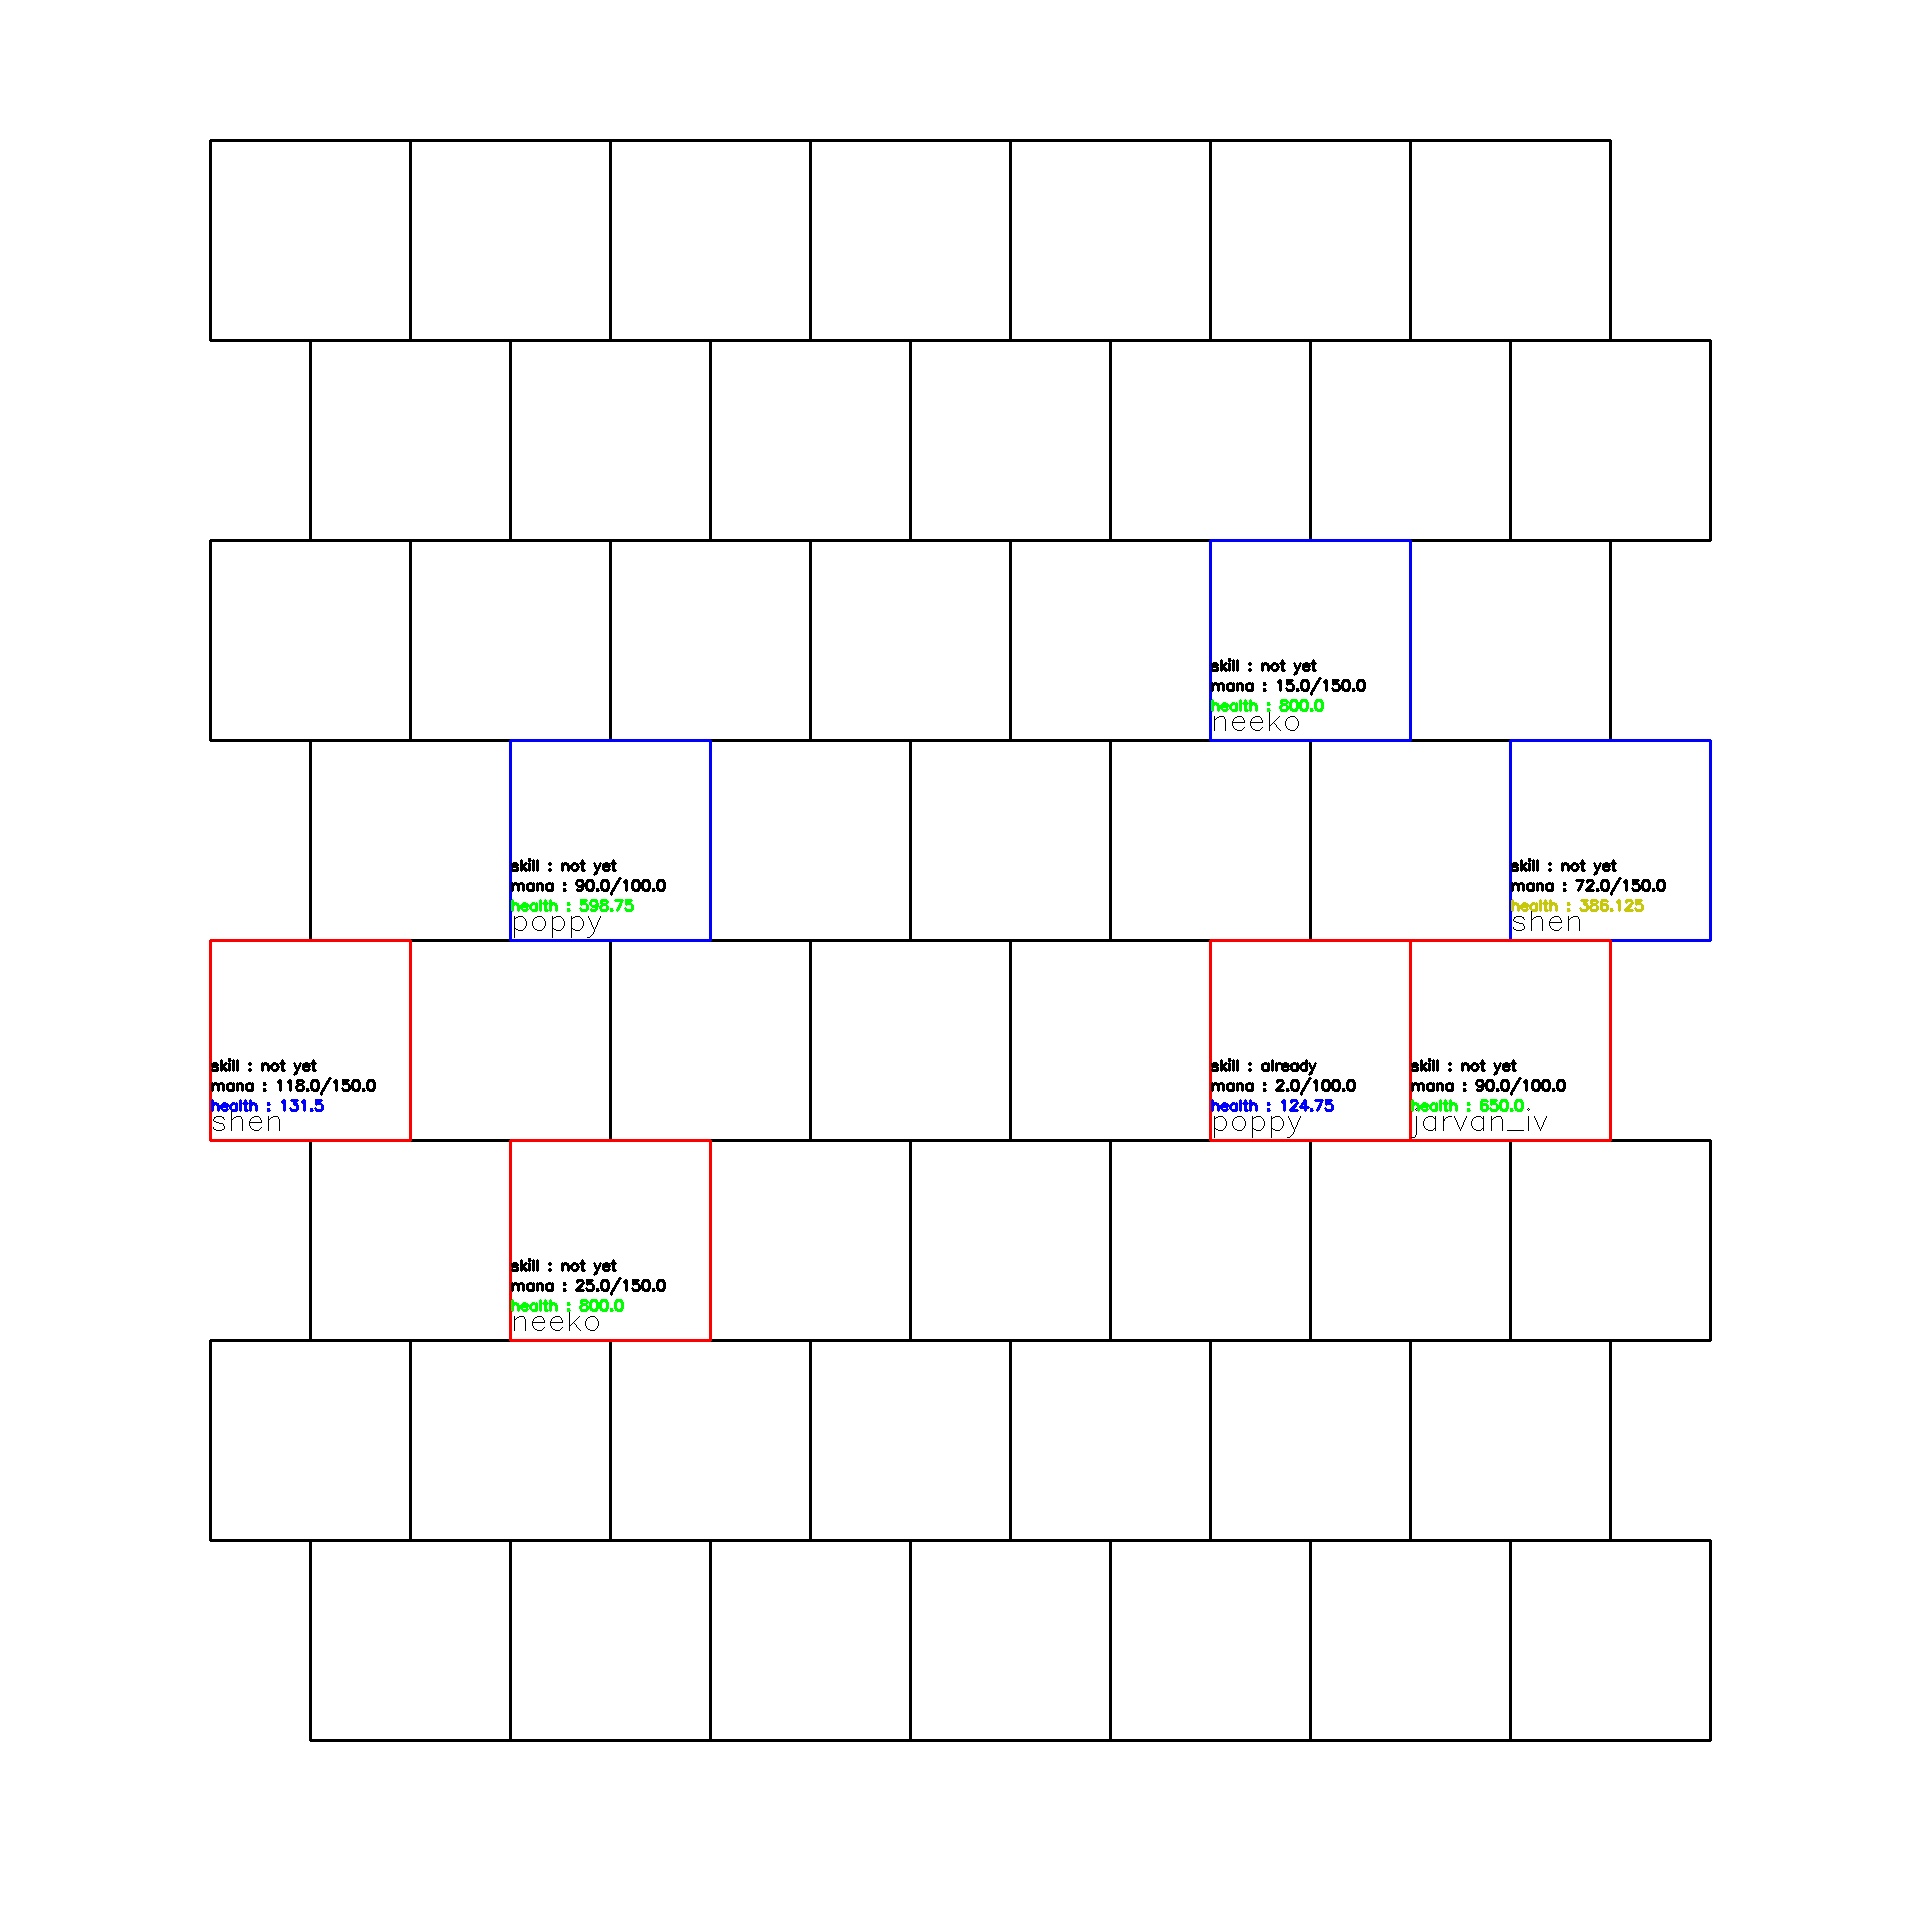 skill : not yet
mana : 15.0/150.0
health : 800.0
neeko
skill : not yet
mana : 90.0/100.0
health : 598.75
poppy
skill : not yet
mana : 72.0/150.0
health : 386.125
shen
skill : not yet
mana : 118.0/150.0
health : 131.5
shen
skill : already
mana : 2.0/100.0
health : 124.75
poppy
skill : not yet
mana : 90.0/100.0
health : 650.0
jarvan_iv
skill : not yet
mana : 25.0/150.0
health : 800.0
neeko